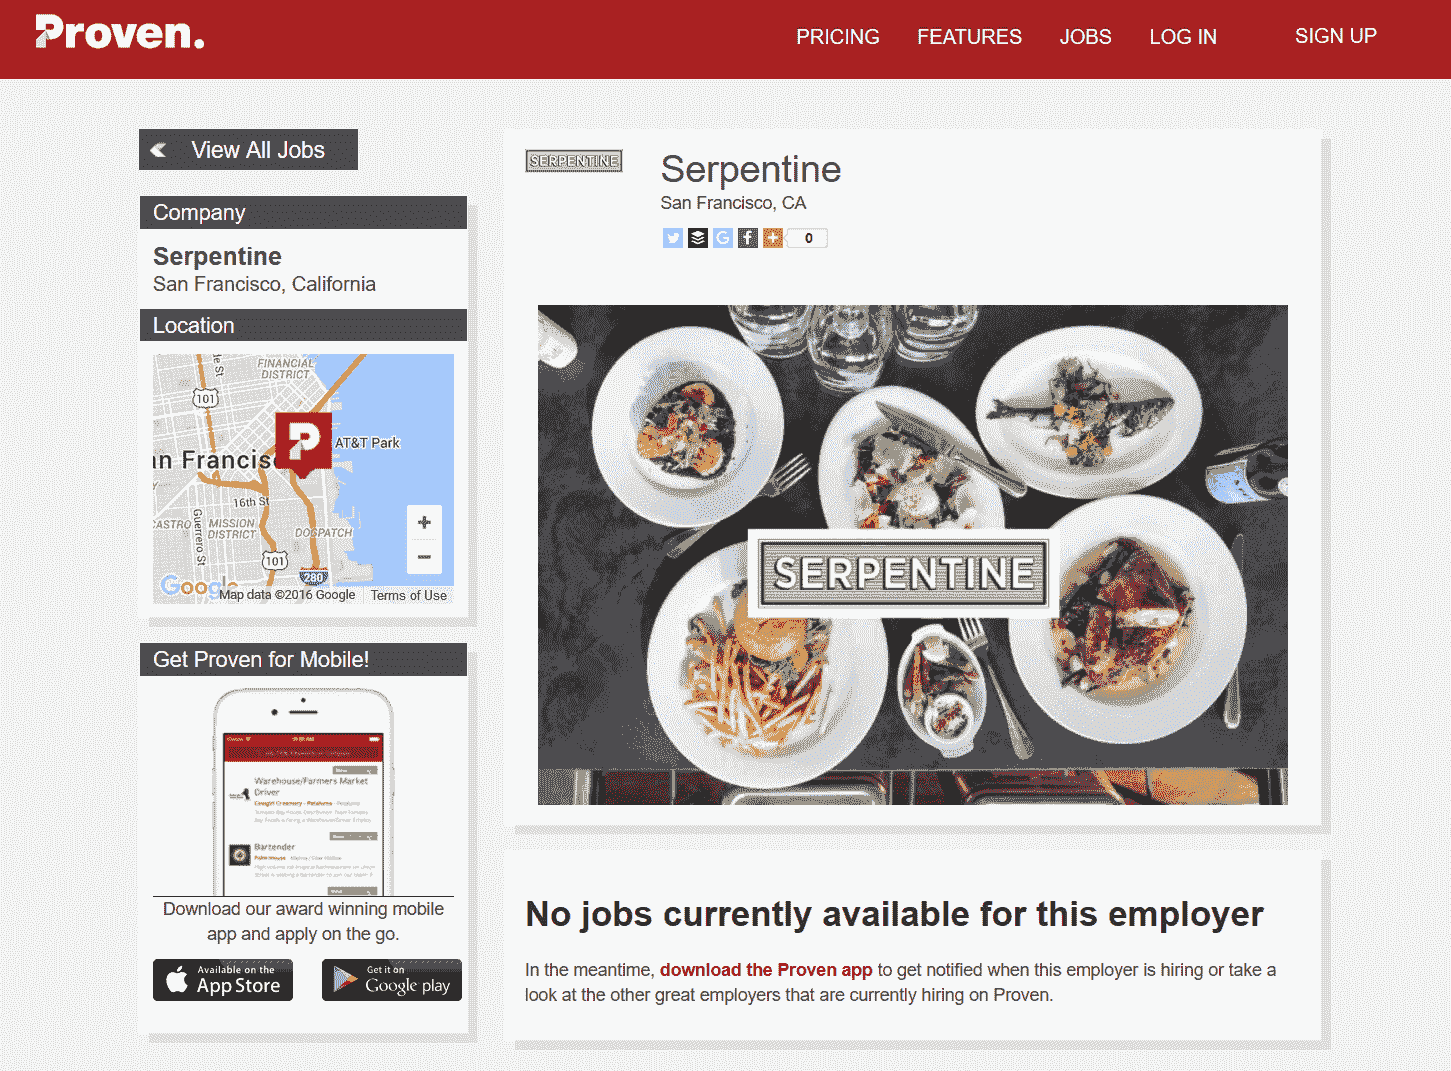 Proven.
PRICING
FEATURES
JOBS
LOG IN
SIGN UP
View All Jobs
Company
Serpentine
San Francisco, California
Location
FINANCIAL
DISTRICT
101
AT&T Park
an Francisc
16th St
CASTRO
MISSION
DISTRICT
Guerrero St
DOGPATCH
101
280
Google
Map data ©2016 Google
Terms of Use
Get Proven for Mobile!
Warehouse/Farmers Market
Driver
Bartender
Download our award winning mobile
app and apply on the go.
Available on the
App Store
Get it on
Google play
SERPENTINE
Serpentine
San Francisco, CA
0
SERPENTINE
No jobs currently available for this employer
In the meantime, download the Proven app to get notified when this employer is hiring or take a
look at the other great employers that are currently hiring on Proven.